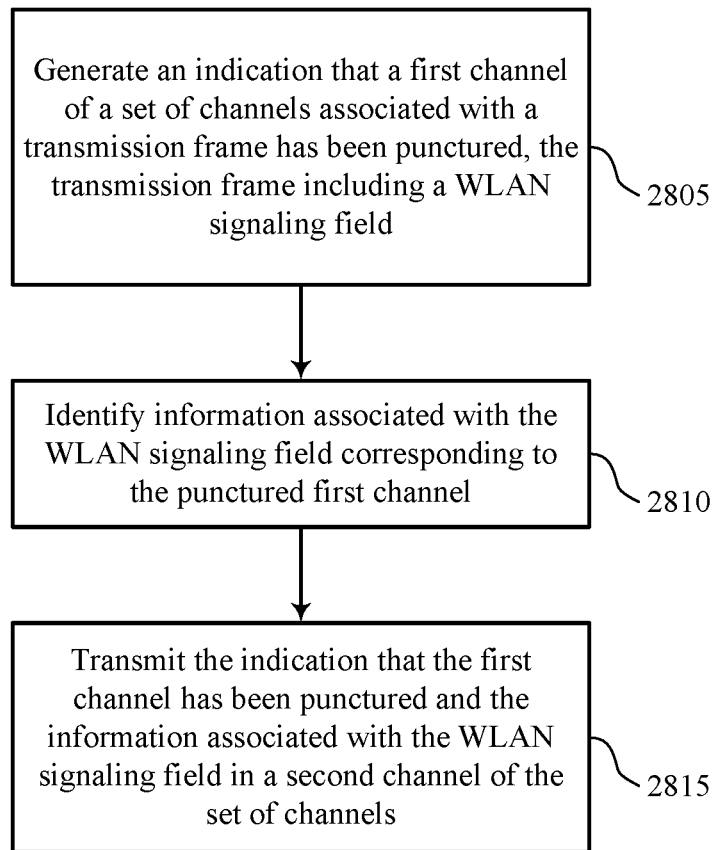 Generate an indication that a first channel
of a set of channels associated with a
transmission frame has been punctured, the
transmission frame including a WLAN
signaling field
2805
Identify information associated with the
WLAN signaling field corresponding to
the punctured first channel
2810
Transmit the indication that the first
channel has been punctured and the
information associated with the WLAN
signaling field in a second channel of the
set of channels
2815